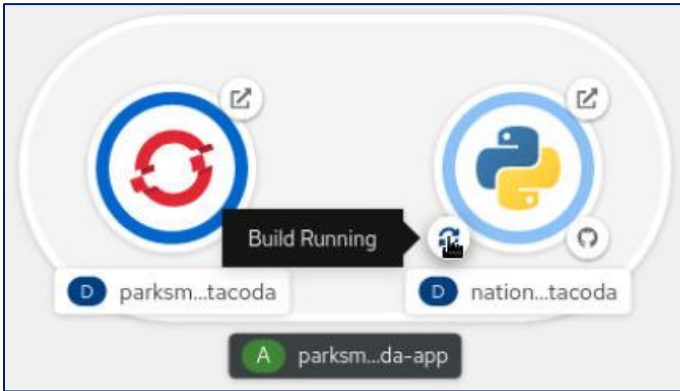 Build Running
D parksm...tacoda
D nation...tacoda
A parksm...da-app